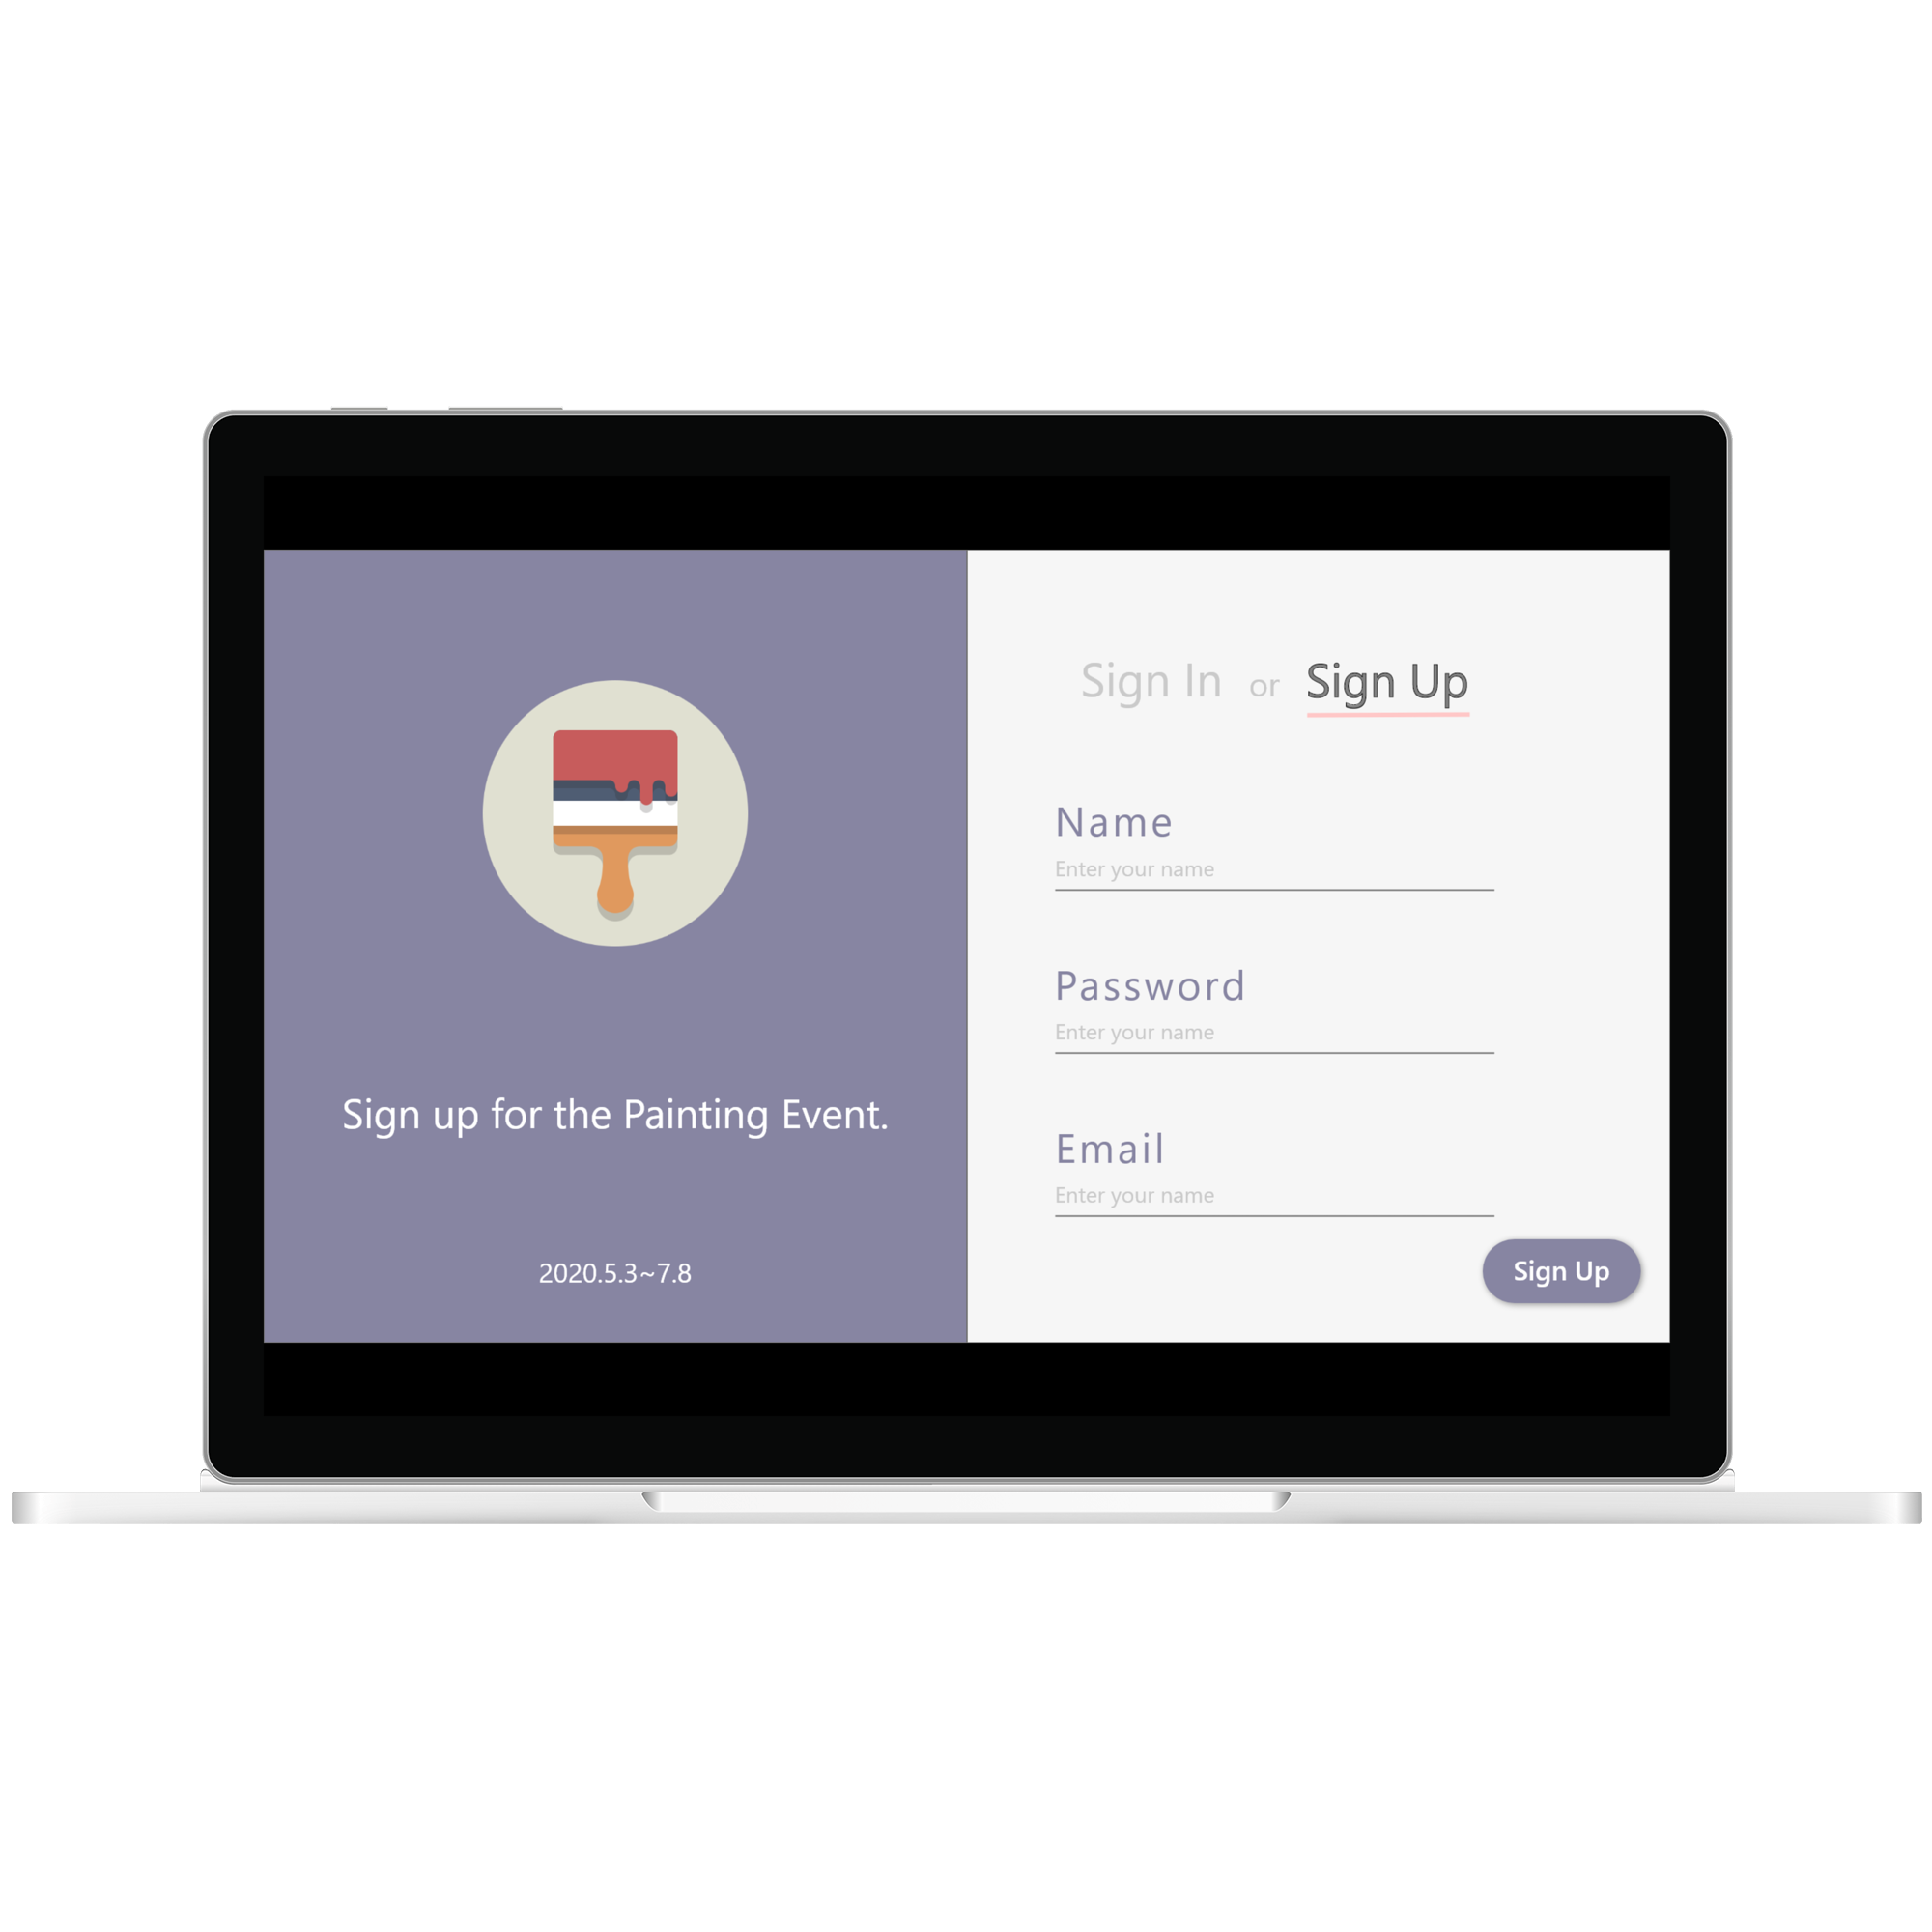 Sign up for the Painting Event.
2020.5.3~7.8
Sign In or Sign Up
Name
Enter your name
Password
Enter your name
Email
Enter your name
Sign Up